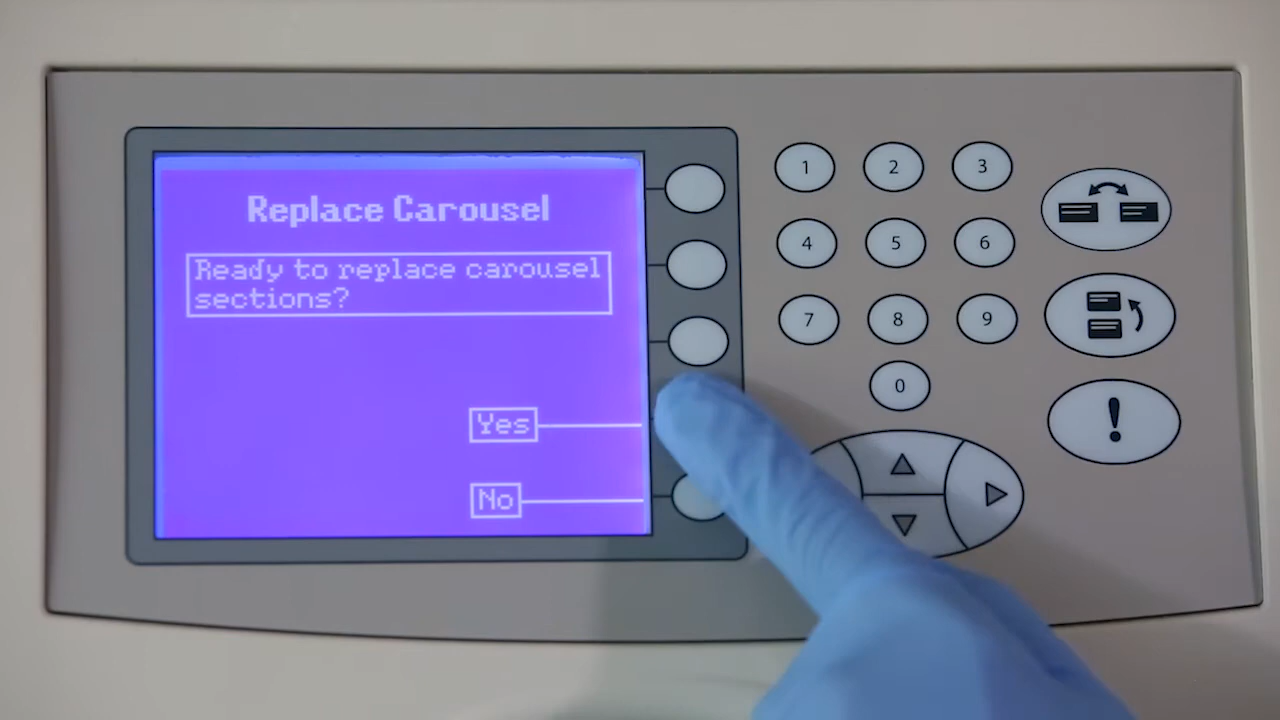 Replace Carousel
Ready to replace carousel
sections?
Yes
No
1 2 3
4 5 6
7 8 9
0
!